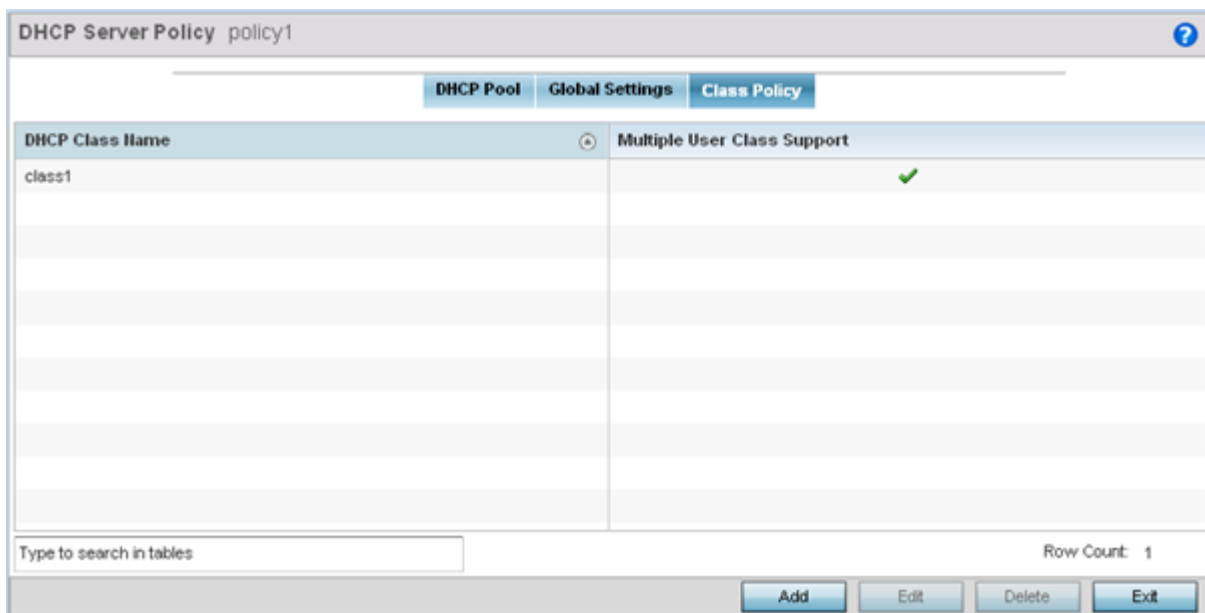 DHCP Server Policy policy1
?
DHCP Pool Global Settings Class Policy
DHCP Class Name Multiple User Class Support
class1
Type to search in tables Row Count: 1
Add Edit Delete Exit